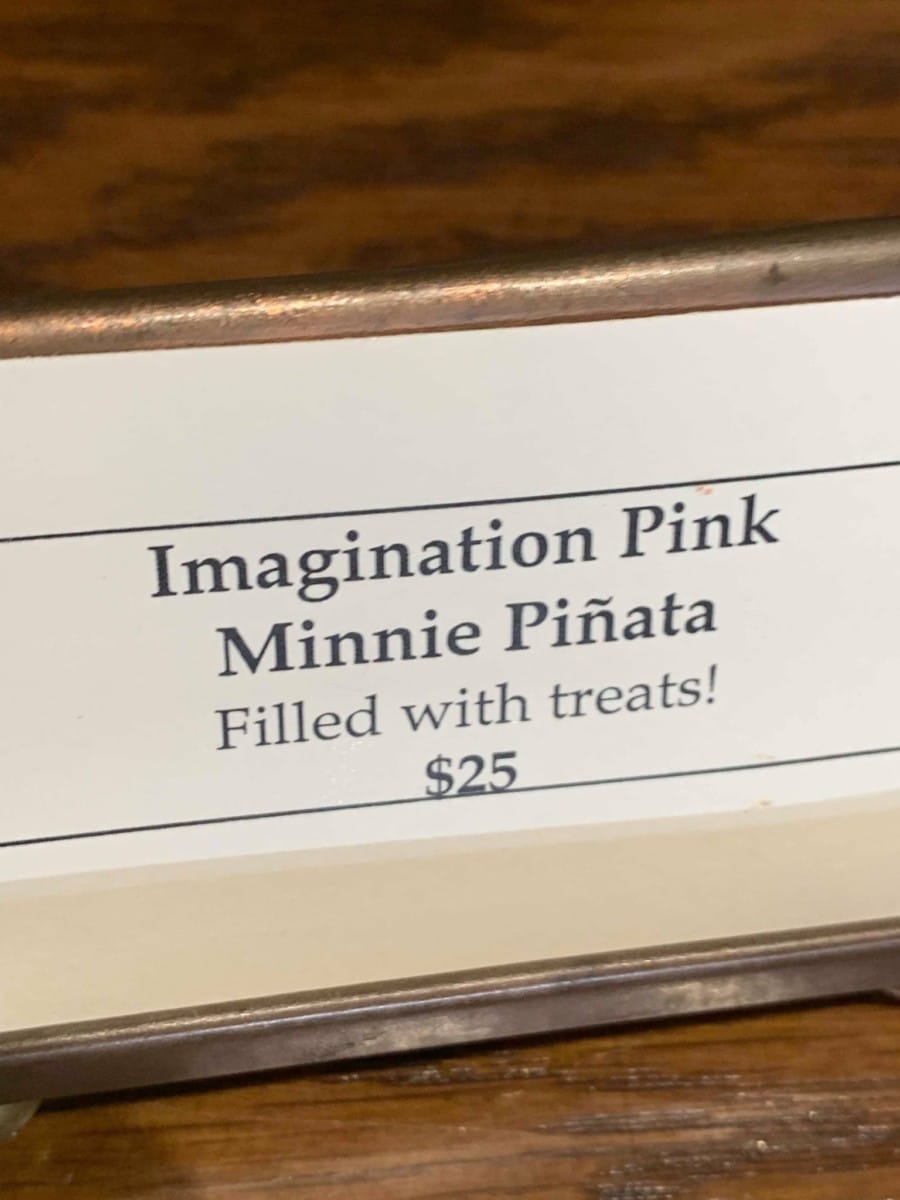 Imagination Pink
Minnie Piñata
Filled with treats!
$25